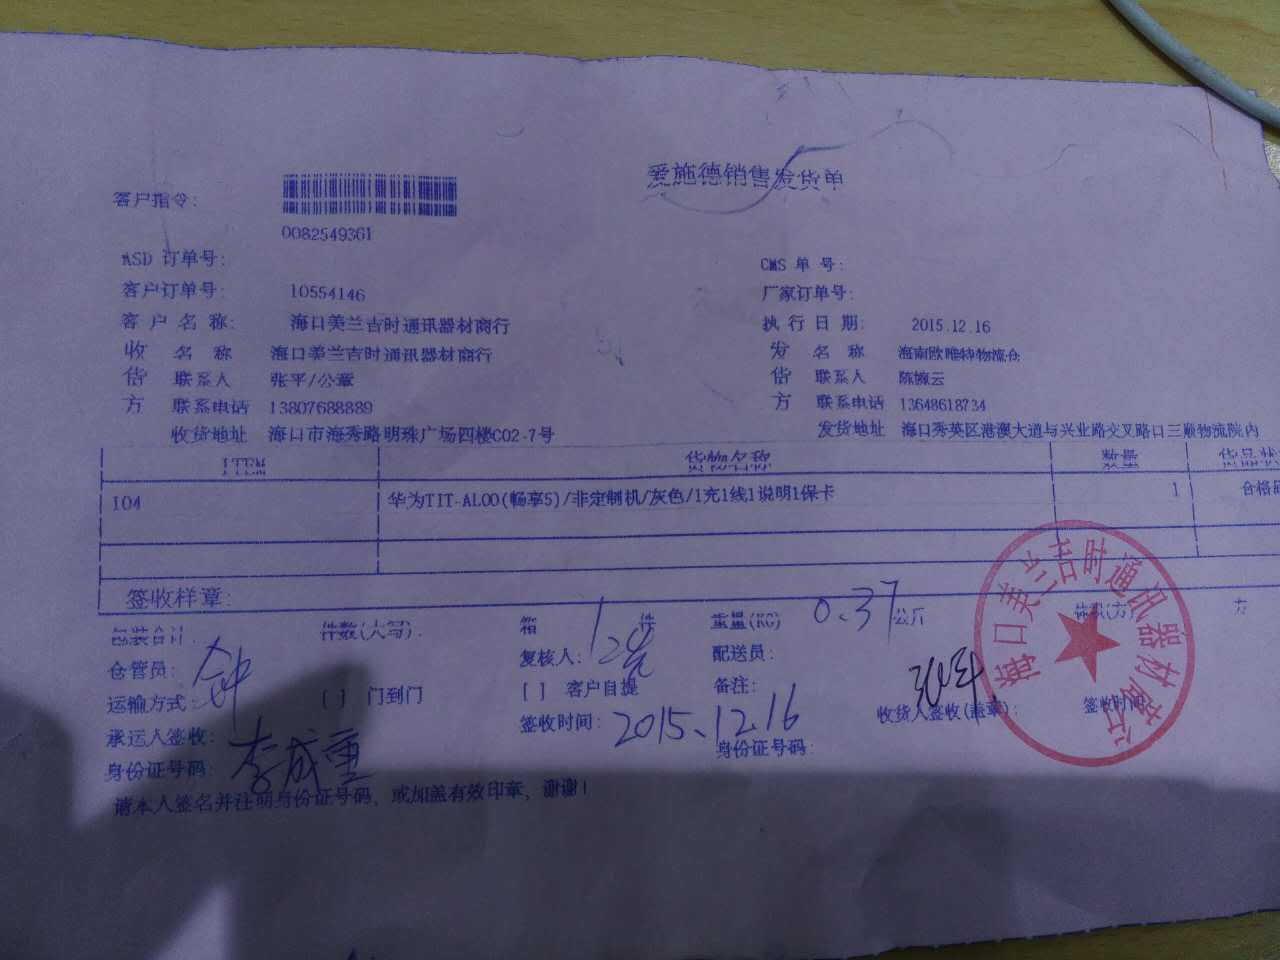 爱施德销售发货单
客户指令:
0082549361
ASD 订单号:
CMS 单 号:
客户订单号: 10554146
厂家订单号:
客 户 名 称: 海口美兰吉时通讯器材商行
执 行 日 期: 2015.12.16
收 名 称 海口美兰吉时通讯器材商行
发 名 称 海南欧唯特物流仓
货 联系人 张平/公章
货 联系人 陈婉云
方 联系电话 13807688889
方 联系电话 13648618734
收货地址 海口市海秀路明珠广场四楼C02-7号
发货地址 海口秀英区港澳大道与兴业路交叉路口三顺物流院内
ITEM 货物名称 数量 货品状
104 华为TIT-AL00(畅享5)/非定制机/灰色/1充1线1说明1保卡 1 合格品
签收样章:
包装合计: 件数(大写): 箱 1 件 重量(KG) 0.37 公斤 体积(方) 方
仓管员: 钟 复核人: 配送员:
运输方式: [ ] 门到门 [ ] 客户自提 备注:
承运人签收: 李成重 签收时间: 2015.12.16 收货人签收(盖章): 签收时间
身份证号码: 身份证号码:
请本人签名并注明身份证号码，或加盖有效印章，谢谢！
海口美兰吉时通讯器材商行